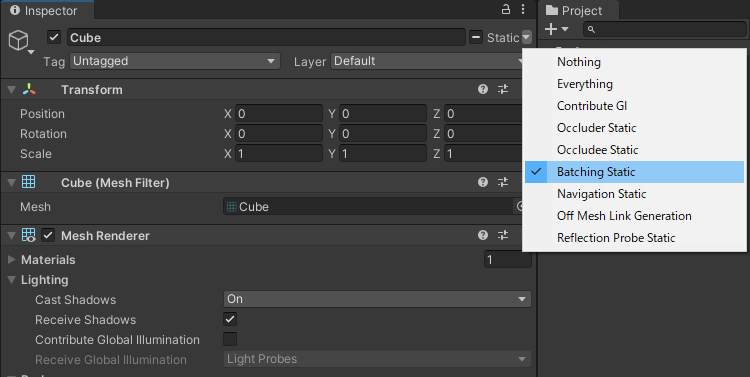 Inspector
Project
Cube
Static
Tag Untagged Layer Default
Nothing
Everything
Contribute GI
Occluder Static
Occludee Static
Batching Static
Navigation Static
Off Mesh Link Generation
Reflection Probe Static
Transform
Position X 0 Y 0 Z 0
Rotation X 0 Y 0 Z 0
Scale X 1 Y 1 Z 1
Cube (Mesh Filter)
Mesh Cube
Mesh Renderer
Materials 1
Lighting
Cast Shadows On
Receive Shadows
Contribute Global Illumination
Receive Global Illumination Light Probes